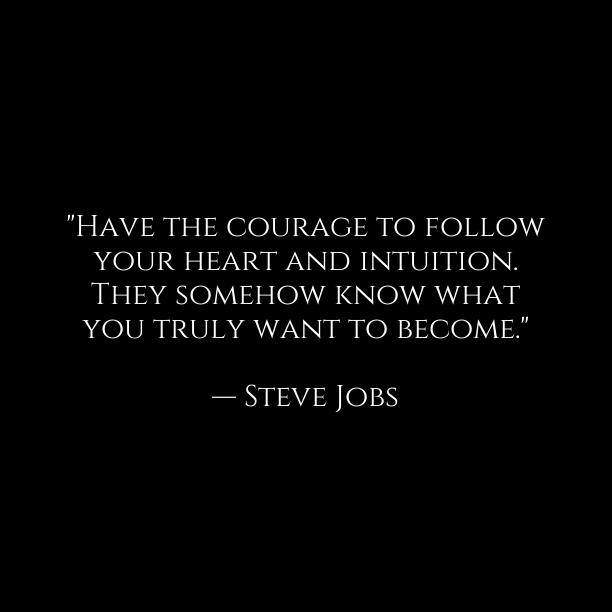 "Have the courage to follow
your heart and intuition.
They somehow know what
you truly want to become."
— Steve Jobs